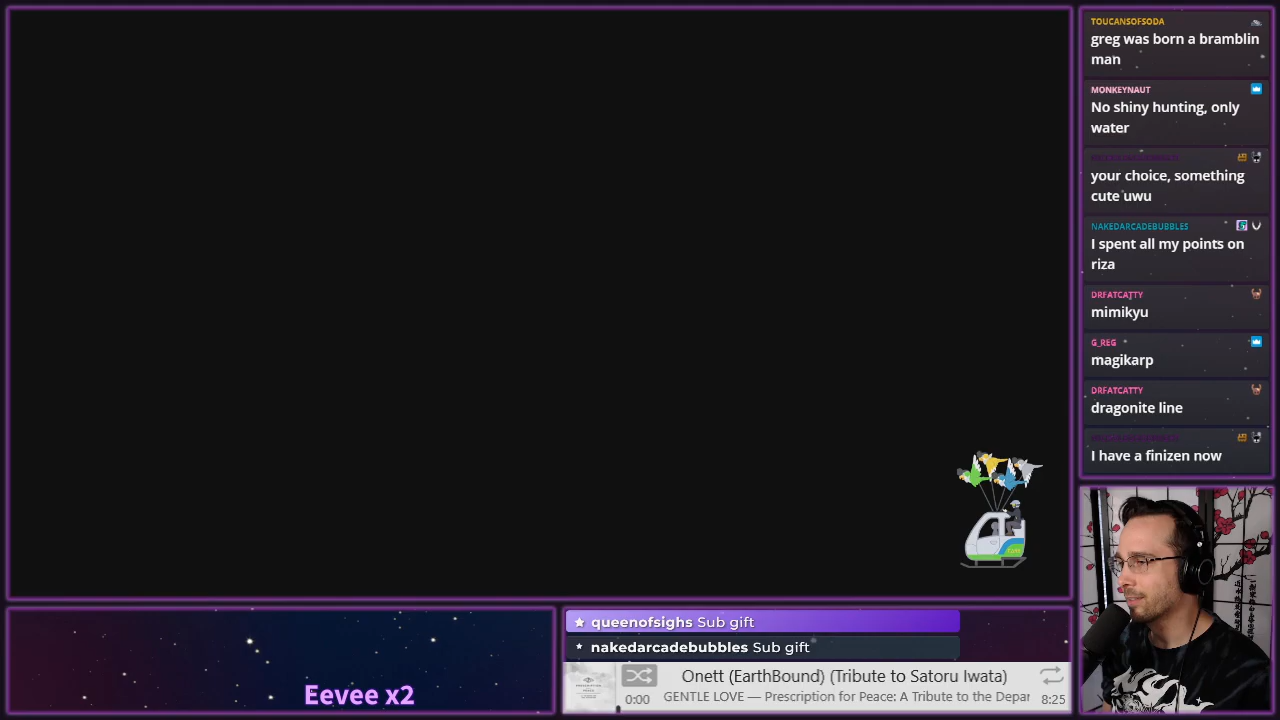 TOUCANSOFSODA
greg was born a bramblin
man
MONKEYNAUT
No shiny hunting, only
water
your choice, something
cute uwu
NAKEDARCADEBUBBLES
I spent all my points on
riza
DRFATCATTY
mimikyu
G_REG
magikarp
DRFATCATTY
dragonite line
I have a finizen now
queenofsighs Sub gift
nakedarcadebubbles Sub gift
Onett (EarthBound) (Tribute to Satoru Iwata)
0:00 GENTLE LOVE — Prescription for Peace: A Tribute to the Depar 8:25
Eevee x2